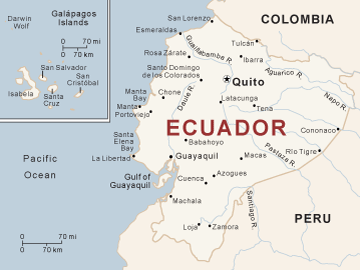 Galápagos
Islands
Darwin
Wolf
0 70 mi
0 70
San Salvador
San
Cristóbal
Isabela
Santa
Cruz
San Lorenzo
COLOMBIA
Esmeraldas
Guaillabamba R.
Tulcán
Rosa Zárate
Ibarra
Santo Domingo
de los Colorados
Quito
Aguarico R.
Manta
Bay
Chone
Daule R.
Latacunga
Napo R.
Manta
Portoviejo
Tena
ECUADOR
Cononaco
Santa
Elena
Bay
Babahoyo
Pastaza R.
Río Tigre
Pacific
Ocean
La Libertad
Guayaquil
Macas
Gulf of
Guayaquil
Cuenca
Azogues
Santiago R.
Machala
PERU
Loja
Zamora
0 70 mi
0 70